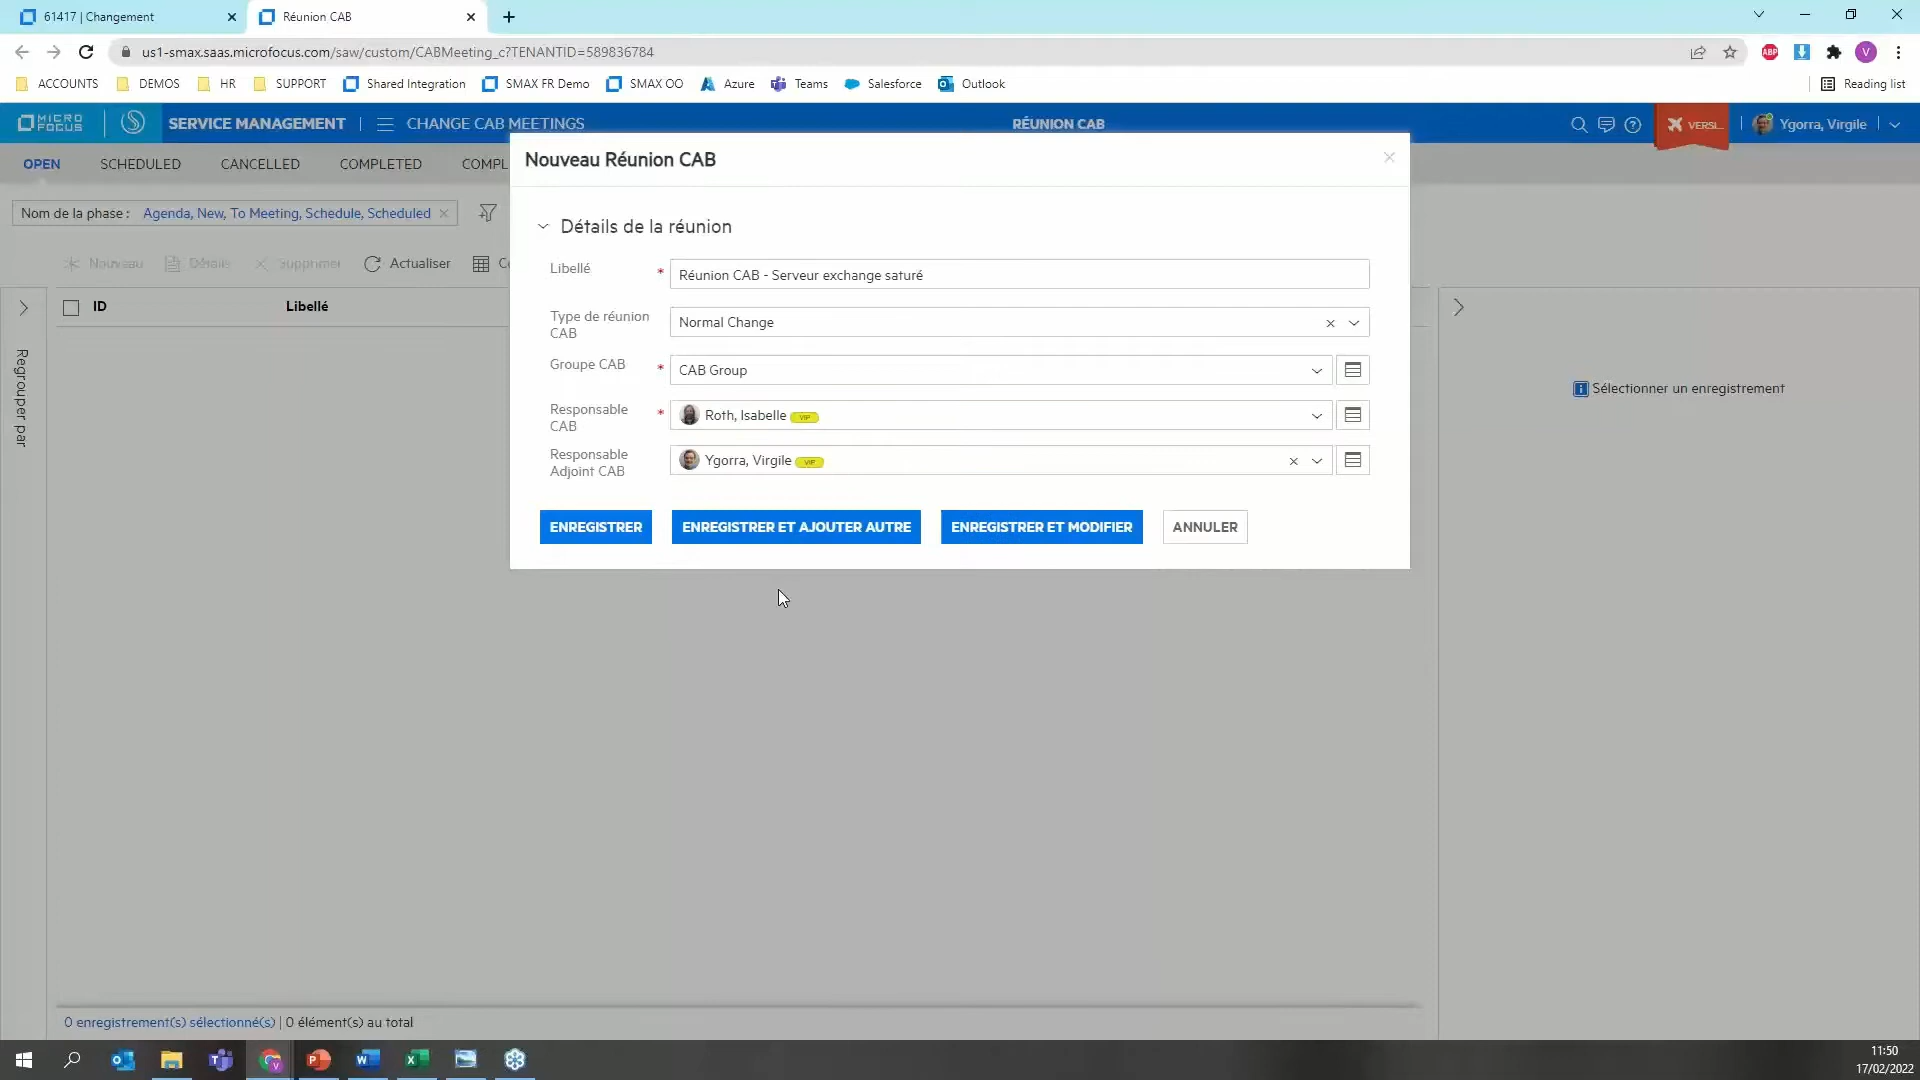 61417 | Changement
Réunion CAB
us1-smax.saas.microfocus.com/saw/custom/CABMeeting_c?TENANTID=589836784
ABP
V
ACCOUNTS
DEMOS
HR
SUPPORT
Shared Integration
SMAX FR Demo
SMAX OO
Azure
Teams
Salesforce
Outlook
Reading list
MICRO
FOCUS
SERVICE MANAGEMENT
CHANGE CAB MEETINGS
RÉUNION CAB
VERSI...
Ygorra, Virgile
OPEN
SCHEDULED
CANCELLED
COMPLETED
COMPL
Nom de la phase :
Agenda, New, To Meeting, Schedule, Scheduled
Nouveau
Détails
Supprimer
Actualiser
ID
Libellé
Regrouper par
Nouveau Réunion CAB
Détails de la réunion
Libellé
*
Réunion CAB - Serveur exchange saturé
Type de réunion
CAB
Normal Change
Groupe CAB
*
CAB Group
Responsable
CAB
*
Roth, Isabelle
VIP
Responsable
Adjoint CAB
Ygorra, Virgile
VIP
ENREGISTRER
ENREGISTRER ET AJOUTER AUTRE
ENREGISTRER ET MODIFIER
ANNULER
Sélectionner un enregistrement
0 enregistrement(s) sélectionné(s) | 0 élément(s) au total
11:50
17/02/2022